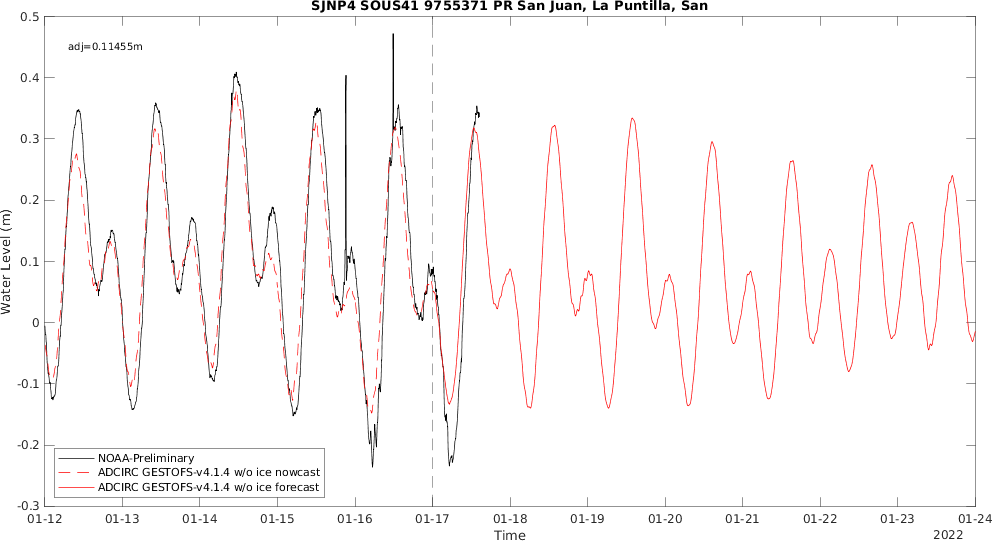 SJNP4 SOUS41 9755371 PR San Juan, La Puntilla, San
adj=0.11455m
Water Level (m)
0.5
0.4
0.3
0.2
0.1
0
-0.1
-0.2
-0.3
NOAA-Preliminary
ADCIRC GESTOFS-v4.1.4 w/o ice nowcast
ADCIRC GESTOFS-v4.1.4 w/o ice forecast
01-12 01-13 01-14 01-15 01-16 01-17 01-18 01-19 01-20 01-21 01-22 01-23 01-24
Time
2022